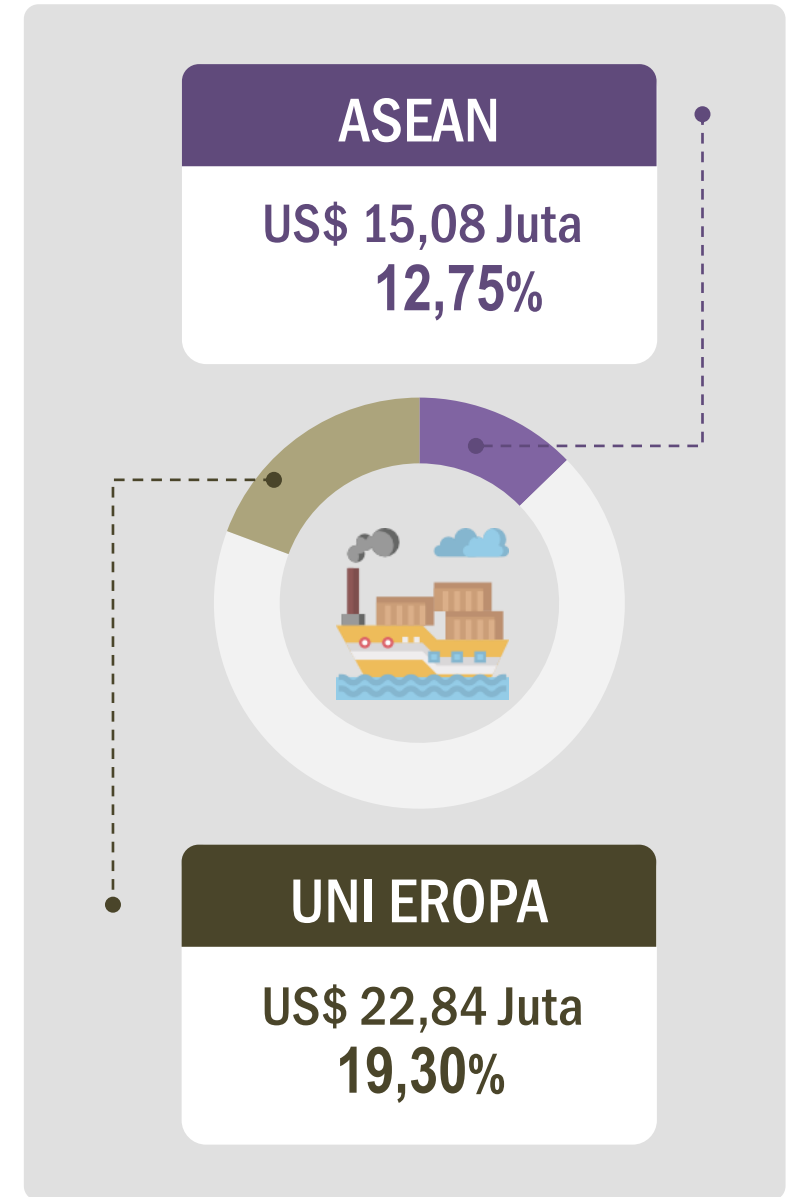 ASEAN
US$ 15,08 Juta
12,75%
UNI EROPA
US$ 22,84 Juta
19,30%